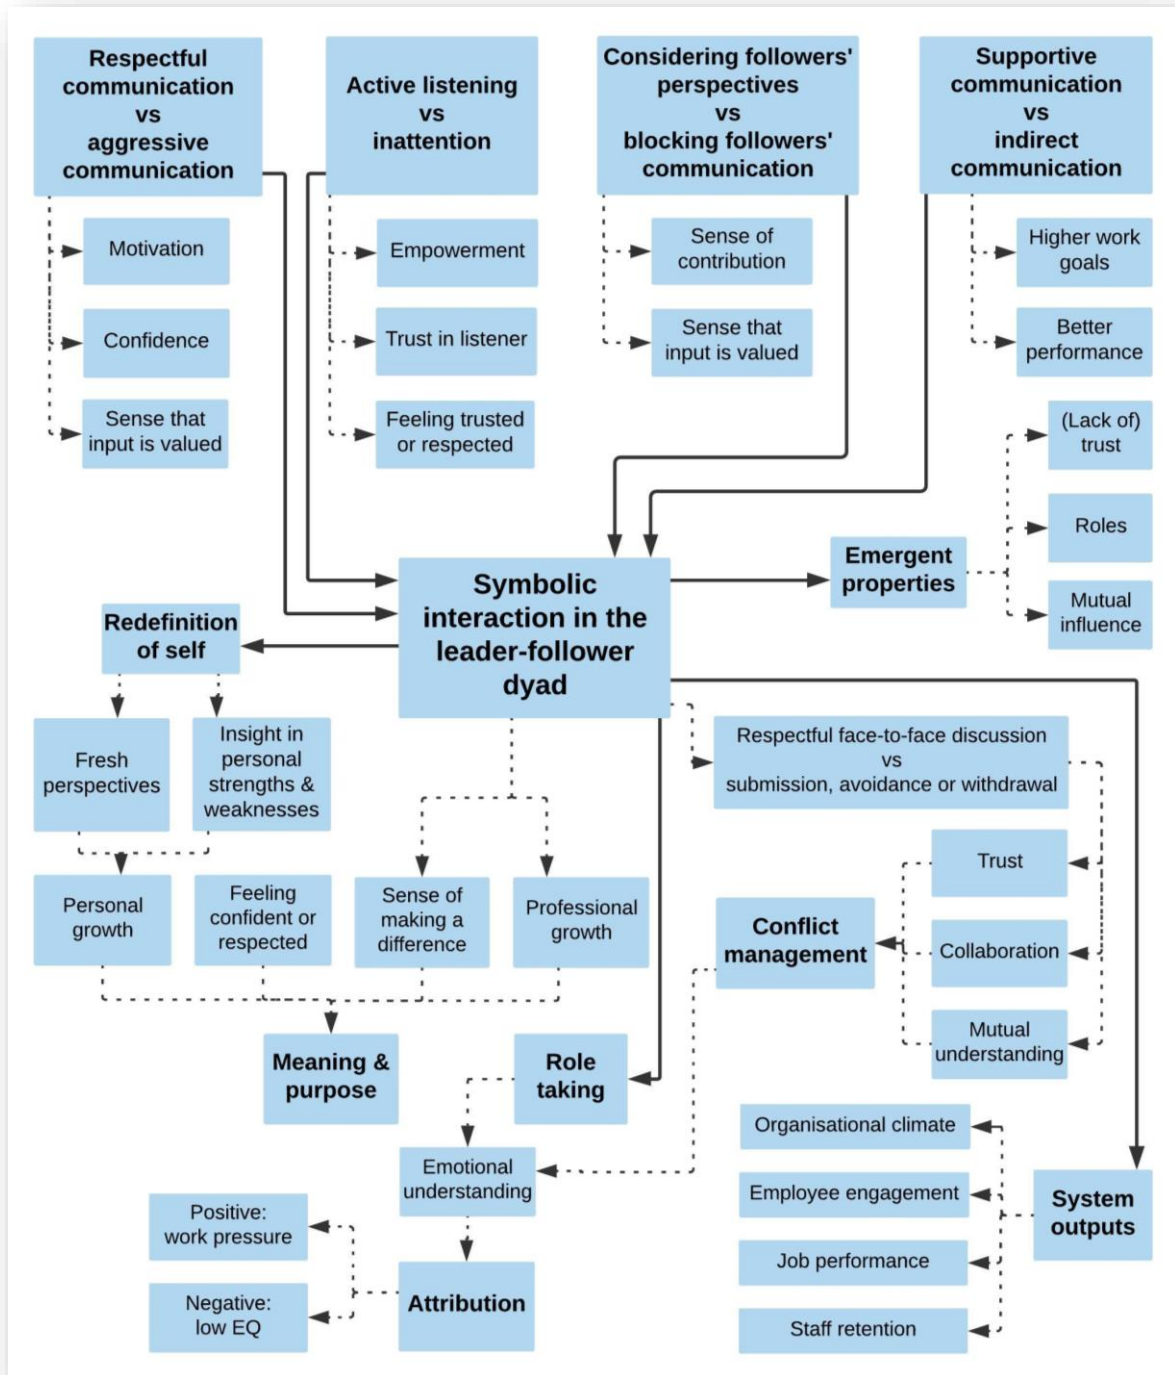 Respectful
communication
vs
aggressive
communication
Active listening
vs
inattention
Considering followers'
perspectives
vs
blocking followers'
communication
Supportive
communication
vs
indirect
communication
Motivation
Confidence
Sense that
input is valued
Empowerment
Trust in listener
Feeling trusted
or respected
Sense of
contribution
Sense that
input is valued
Higher work
goals
Better
performance
(Lack of)
trust
Roles
Mutual
influence
Emergent
properties
Symbolic
interaction in the
leader-follower
dyad
Redefinition
of self
Fresh
perspectives
Insight in
personal
strengths &
weaknesses
Respectful face-to-face discussion
vs
submission, avoidance or withdrawal
Trust
Collaboration
Mutual
understanding
Conflict
management
Personal
growth
Feeling
confident or
respected
Sense of
making a
difference
Professional
growth
Meaning &
purpose
Role
taking
Emotional
understanding
Positive:
work pressure
Negative:
low EQ
Attribution
Organisational climate
Employee engagement
Job performance
Staff retention
System
outputs